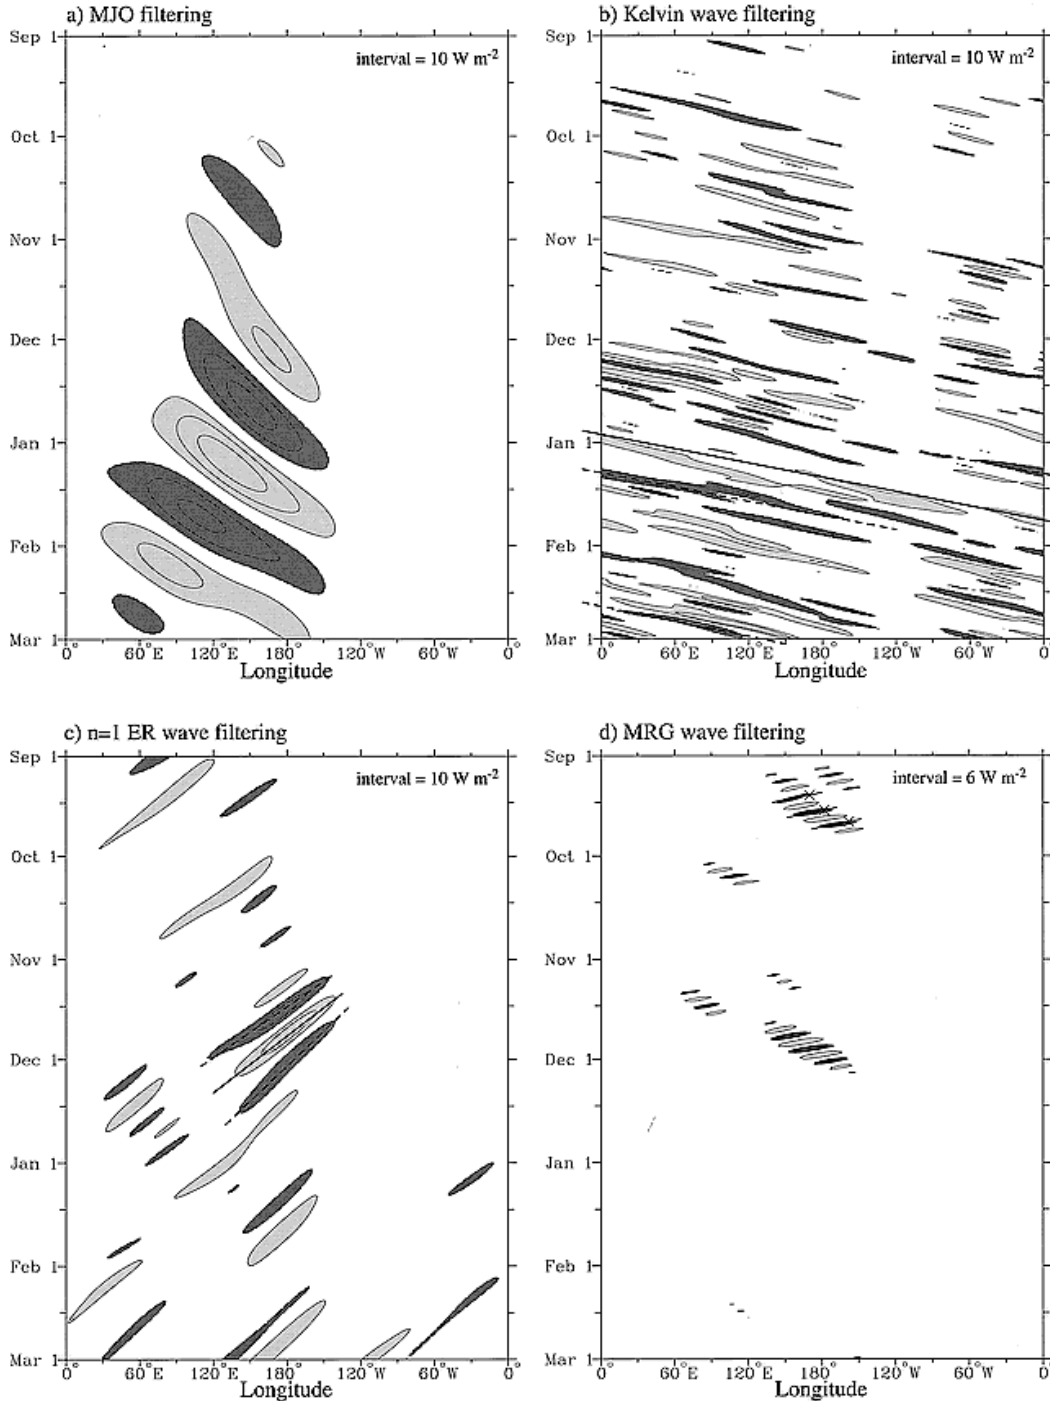 a) MJO filtering
interval = 10 W m-2
Sep 1
Oct 1
Nov 1
Dec 1
Jan 1
Feb 1
Mar 1
0° 60°E 120°E 180° 120°W 60°W 0°
Longitude
b) Kelvin wave filtering
interval = 10 W m-2
Sep 1
Oct 1
Nov 1
Dec 1
Jan 1
Feb 1
Mar 1
0° 60°E 120°E 180° 120°W 60°W 0
Longitude
c) n=1 ER wave filtering
interval = 10 W m-2
Sep 1
Oct 1
Nov 1
Dec 1
Jan 1
Feb 1
Mar 1
0° 60°E 120°E 180° 120°W 60°W 0°
Longitude
d) MRG wave filtering
interval = 6 W m-2
Sep 1
Oct 1
Nov 1
Dec 1
Jan 1
Feb 1
Mar 1
0° 60°E 120°E 180° 120°W 60°W 0
Longitude